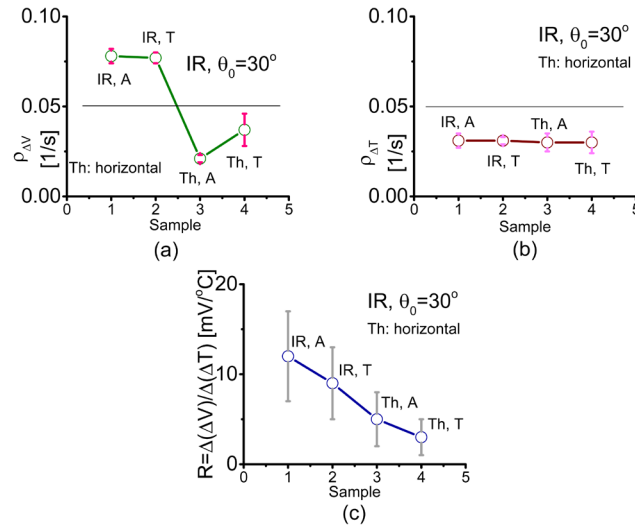 0.10
0.05
0.00
ρΔV
[1/s]
IR, A
IR, T
IR, θ0=30°
Th: horizontal
Th, A
Th, T
0 1 2 3 4 5
Sample
(a)
0.10
0.05
0.00
ρΔT
[1/s]
IR, θ0=30°
Th: horizontal
IR, A
Th, A
IR, T
Th, T
0 1 2 3 4 5
Sample
(b)
20
10
0
R=Δ(ΔV)/Δ(ΔT) [mV/°C]
IR, θ0=30°
Th: horizontal
IR, A
IR, T
Th, A
Th, T
0 1 2 3 4 5
Sample
(c)